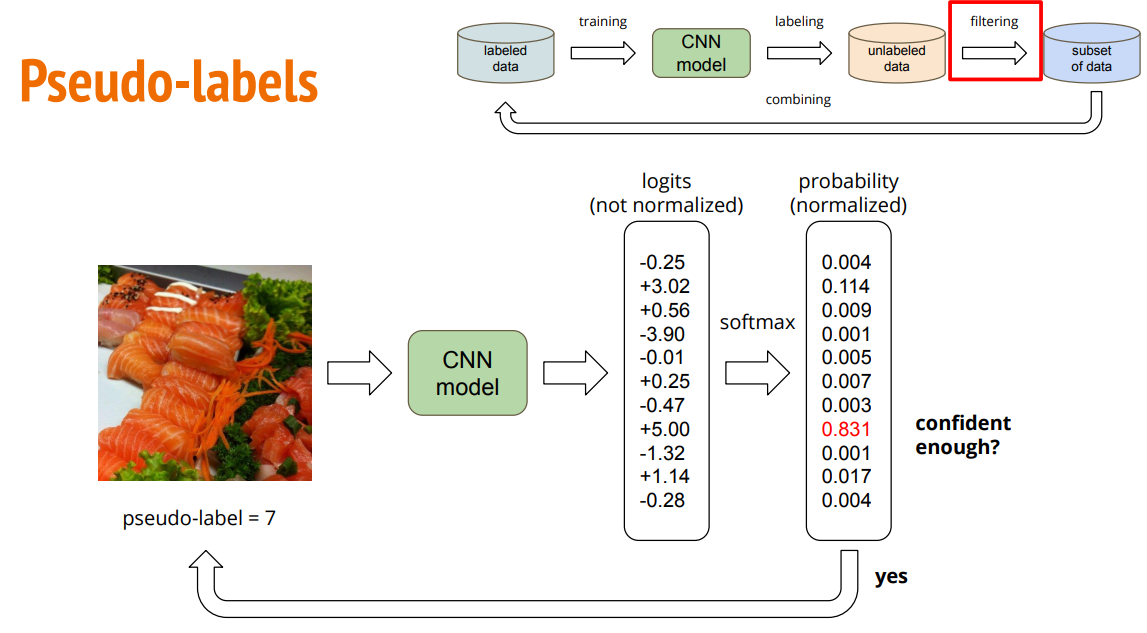 Pseudo-labels
training
labeling
filtering
labeled
data
CNN
model
unlabeled
data
subset
of data
combining
logits
(not normalized)
probability
(normalized)
-0.25
+3.02
+0.56
-3.90
-0.01
+0.25
-0.47
+5.00
-1.32
+1.14
-0.28
softmax
0.004
0.114
0.009
0.001
0.005
0.007
0.003
0.831
0.001
0.017
0.004
CNN
model
confident
enough?
pseudo-label = 7
yes